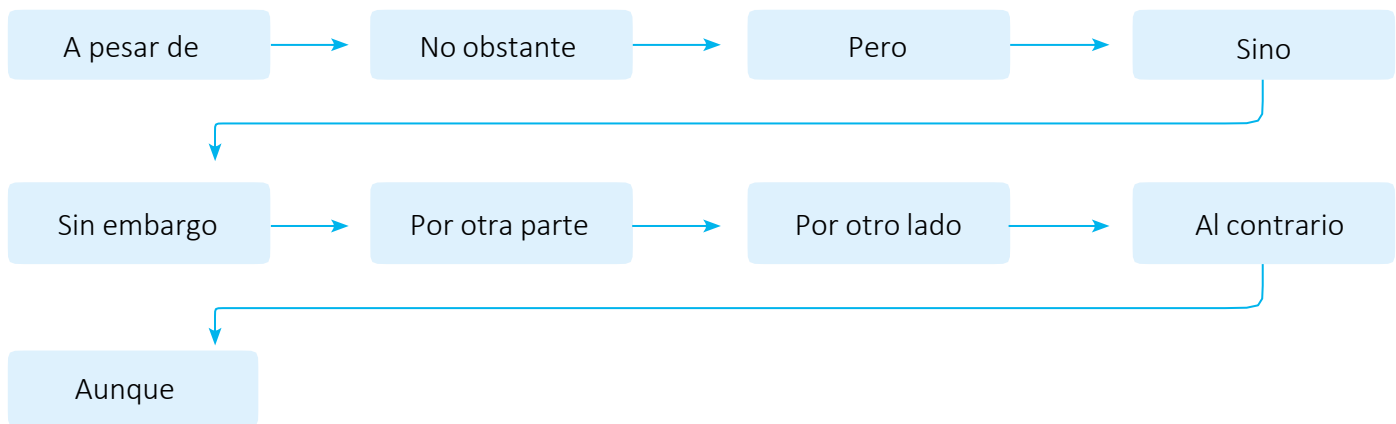 A pesar de
No obstante
Pero
Sino
Sin embargo
Por otra parte
Por otro lado
Al contrario
Aunque